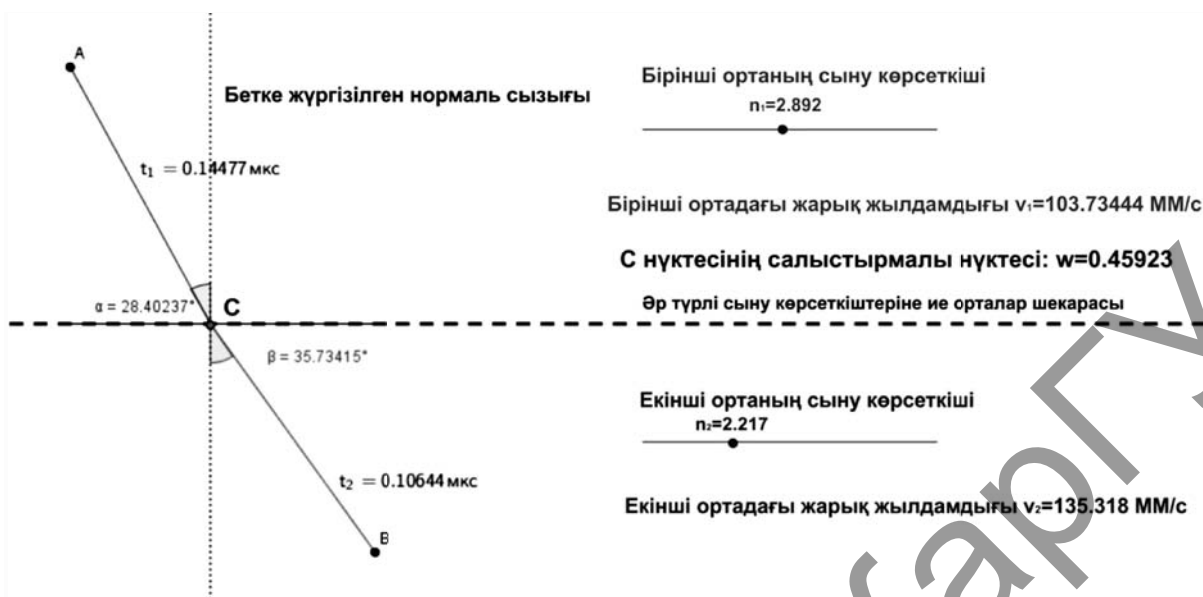 A
Бетке жүргізілген нормаль сызығы
t₁ = 0.14477 мкс
α = 28.40237°
C
β = 35.73415°
t₂ = 0.10644 мкс
B
Бірінші ортаның сыну көрсеткіші
n₁=2.892
Бірінші ортадағы жарық жылдамдығы v₁=103.73444 ММ/с
С нүктесінің салыстырмалы нүктесі: w=0.45923
Әр түрлі сыну көрсеткіштеріне ие орталар шекарасы
Екінші ортаның сыну көрсеткіші
n₂=2.217
Екінші ортадағы жарық жылдамдығы v₂=135.318 ММ/с